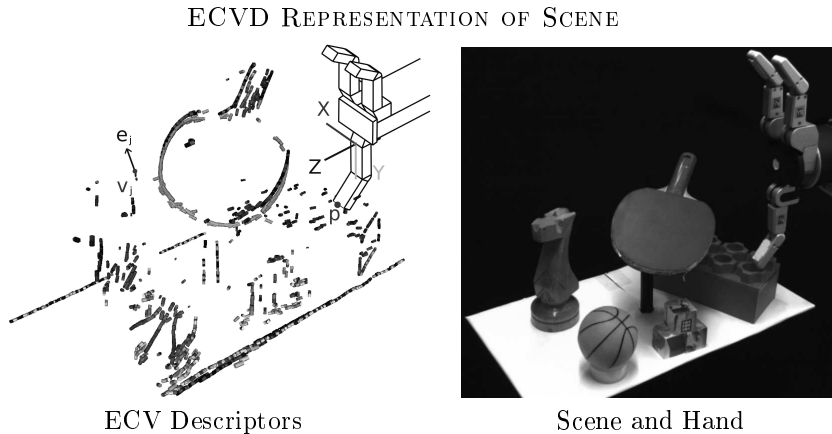 ECVD REPRESENTATION OF SCENE
X
e_j
Z
Y
v_j
p
ECV Descriptors
Scene and Hand